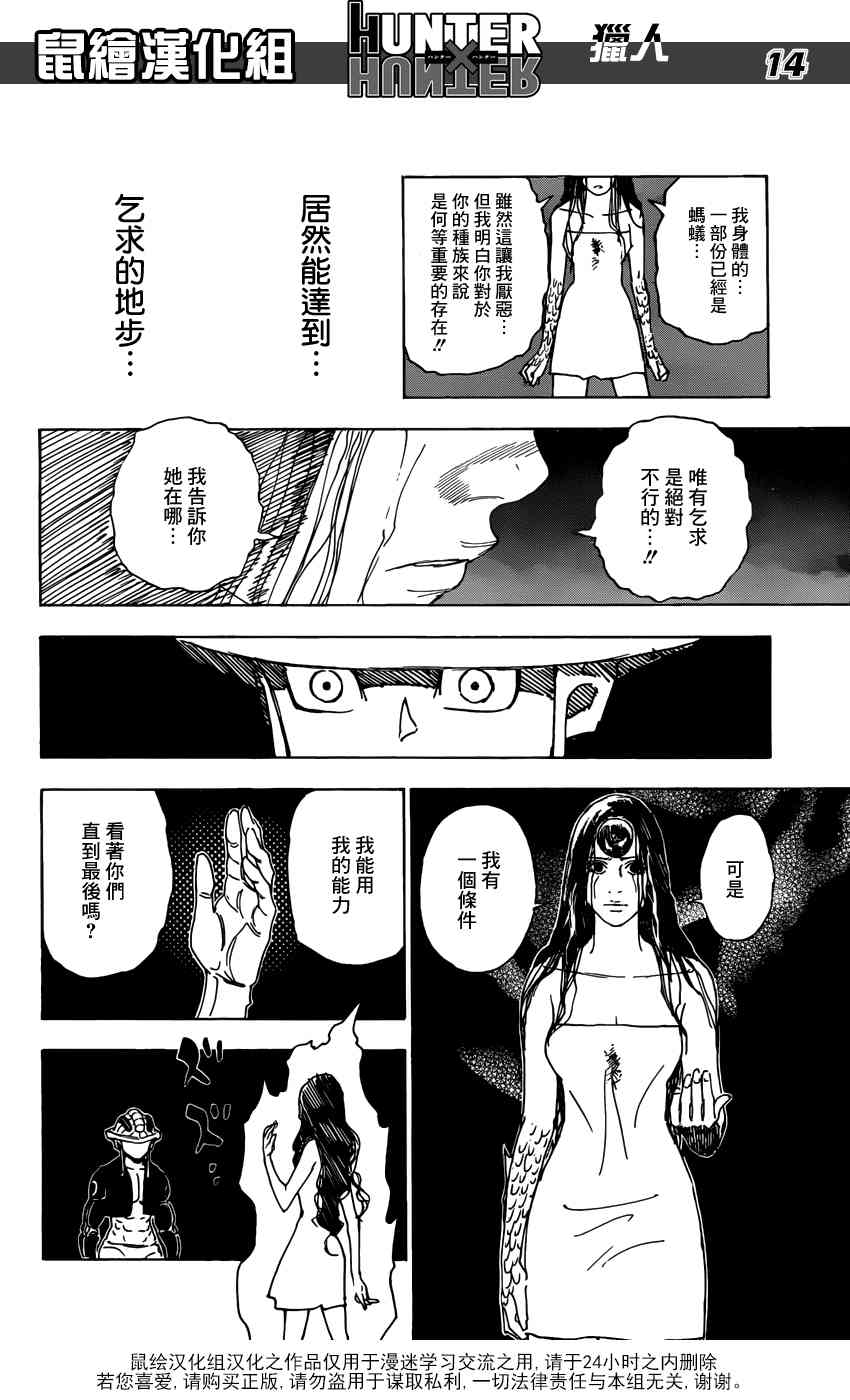 鼠繪漢化組
HUNTER
×
ハンター ハンター
HUNTER
獵人
14
我身體的…
一部份已經是
螞蟻…
雖然這讓我厭惡…
但我明白你對於
你的種族來說
是何等重要的存在!!
居然能達到…
乞求的地步…
唯有乞求
是絕對
不行的…!!
我告訴你
她在哪…
可是
我有
一個條件
我能用
我的能力
看著你們
直到最後嗎?
ズ
ズ
鼠绘汉化组汉化之作品仅用于漫迷学习交流之用,请于24小时之内删除
若您喜爱,请购买正版,请勿盗用于谋取私利,一切法律责任与本组无关,谢谢。